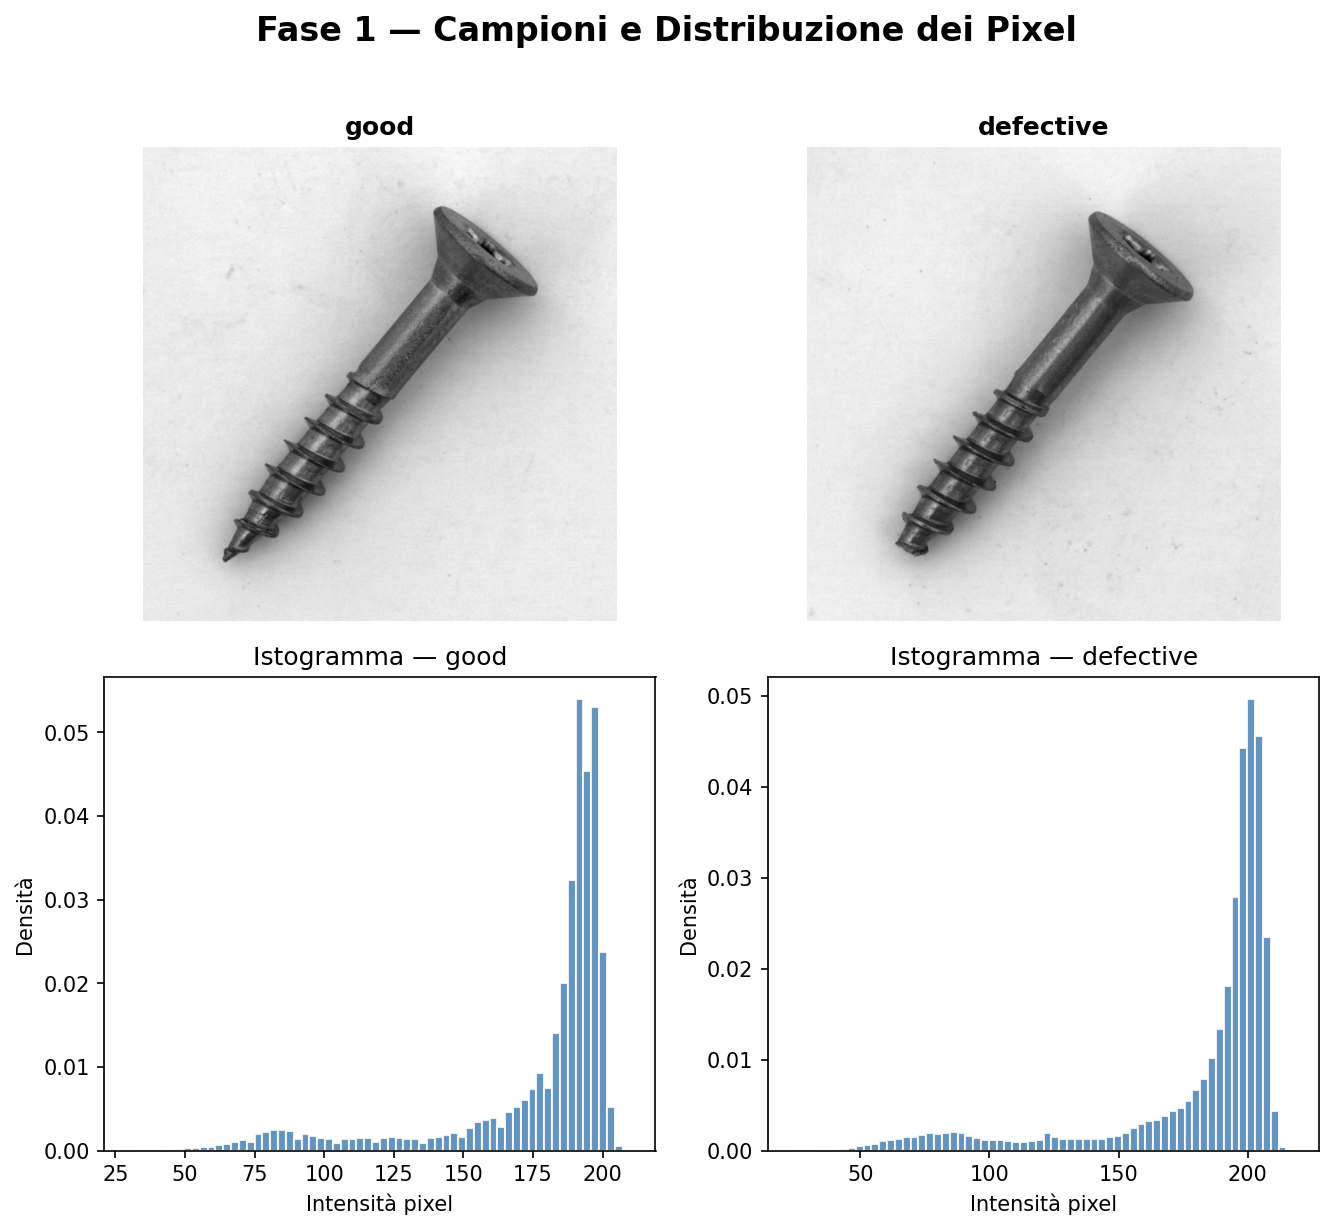 Fase 1 — Campioni e Distribuzione dei Pixel
good
defective
Istogramma — good
0.05
0.04
0.03
0.02
0.01
0.00
Densità
25 50 75 100 125 150 175 200
Intensità pixel
Istogramma — defective
0.05
0.04
0.03
0.02
0.01
0.00
Densità
50 100 150 200
Intensità pixel